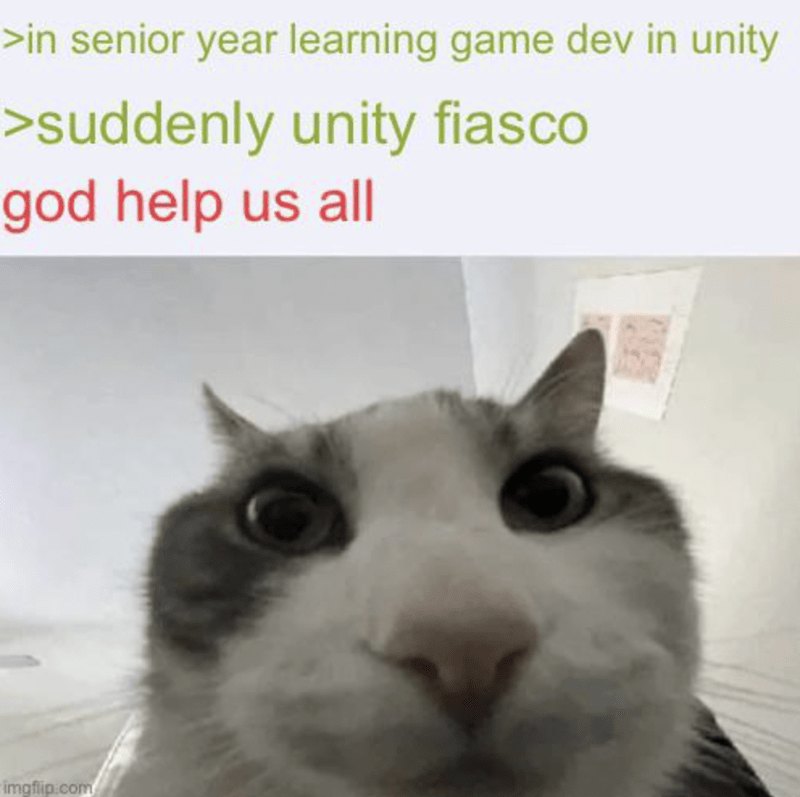 >in senior year learning game dev in unity
>suddenly unity fiasco
god help us all
imgflip.com